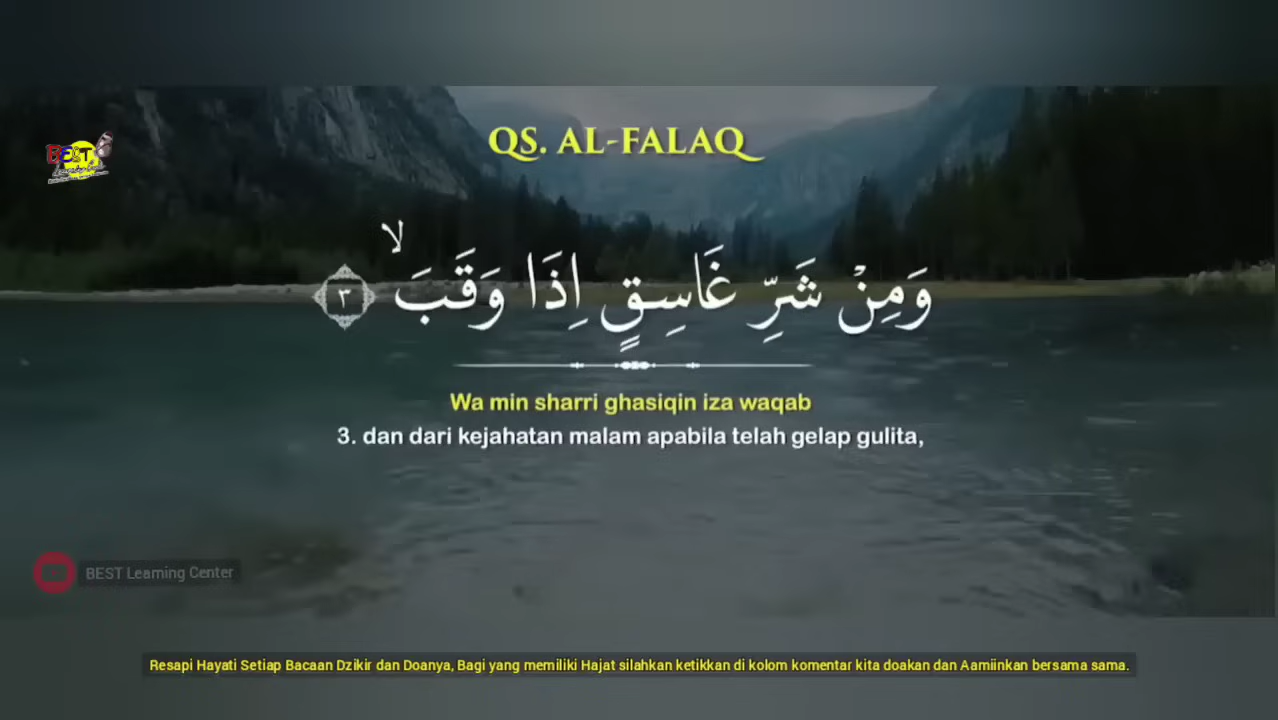 QS. AL-FALAQ
BEST
وَمِنْ شَرِّ غَاسِقٍ اِذَا وَقَبَ ۙ ٣
Wa min sharri ghasiqin iza waqab
3. dan dari kejahatan malam apabila telah gelap gulita,
BEST Learning Center
Resapi Hayati Setiap Bacaan Dzikir dan Doanya, Bagi yang memiliki Hajat silahkan ketikkan di kolom komentar kita doakan dan Aamiinkan bersama sama.